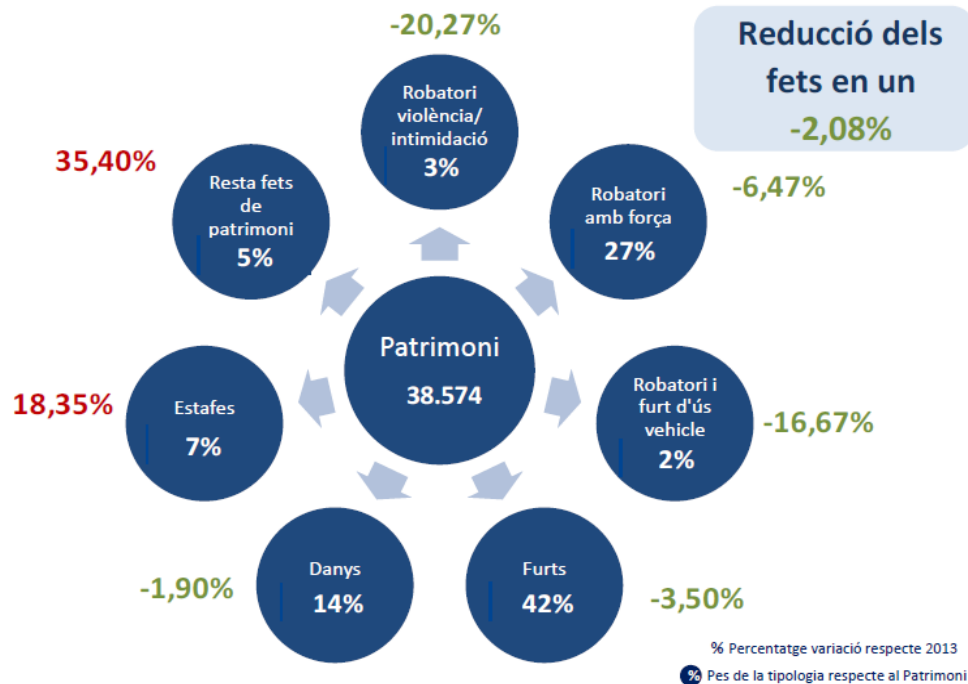 -20,27%
Reducció dels
fets en un
-2,08%
Robatori
violència/
intimidació
3%
35,40%
Resta fets
de
patrimoni
5%
Robatori
amb força
27%
-6,47%
Patrimoni
38.574
18,35%
Estafes
7%
Robatori i
furt d'ús
vehicle
2%
-16,67%
-1,90%
Danys
14%
Furts
42%
-3,50%
% Percentatge variació respecte 2013
% Pes de la tipologia respecte al Patrimoni